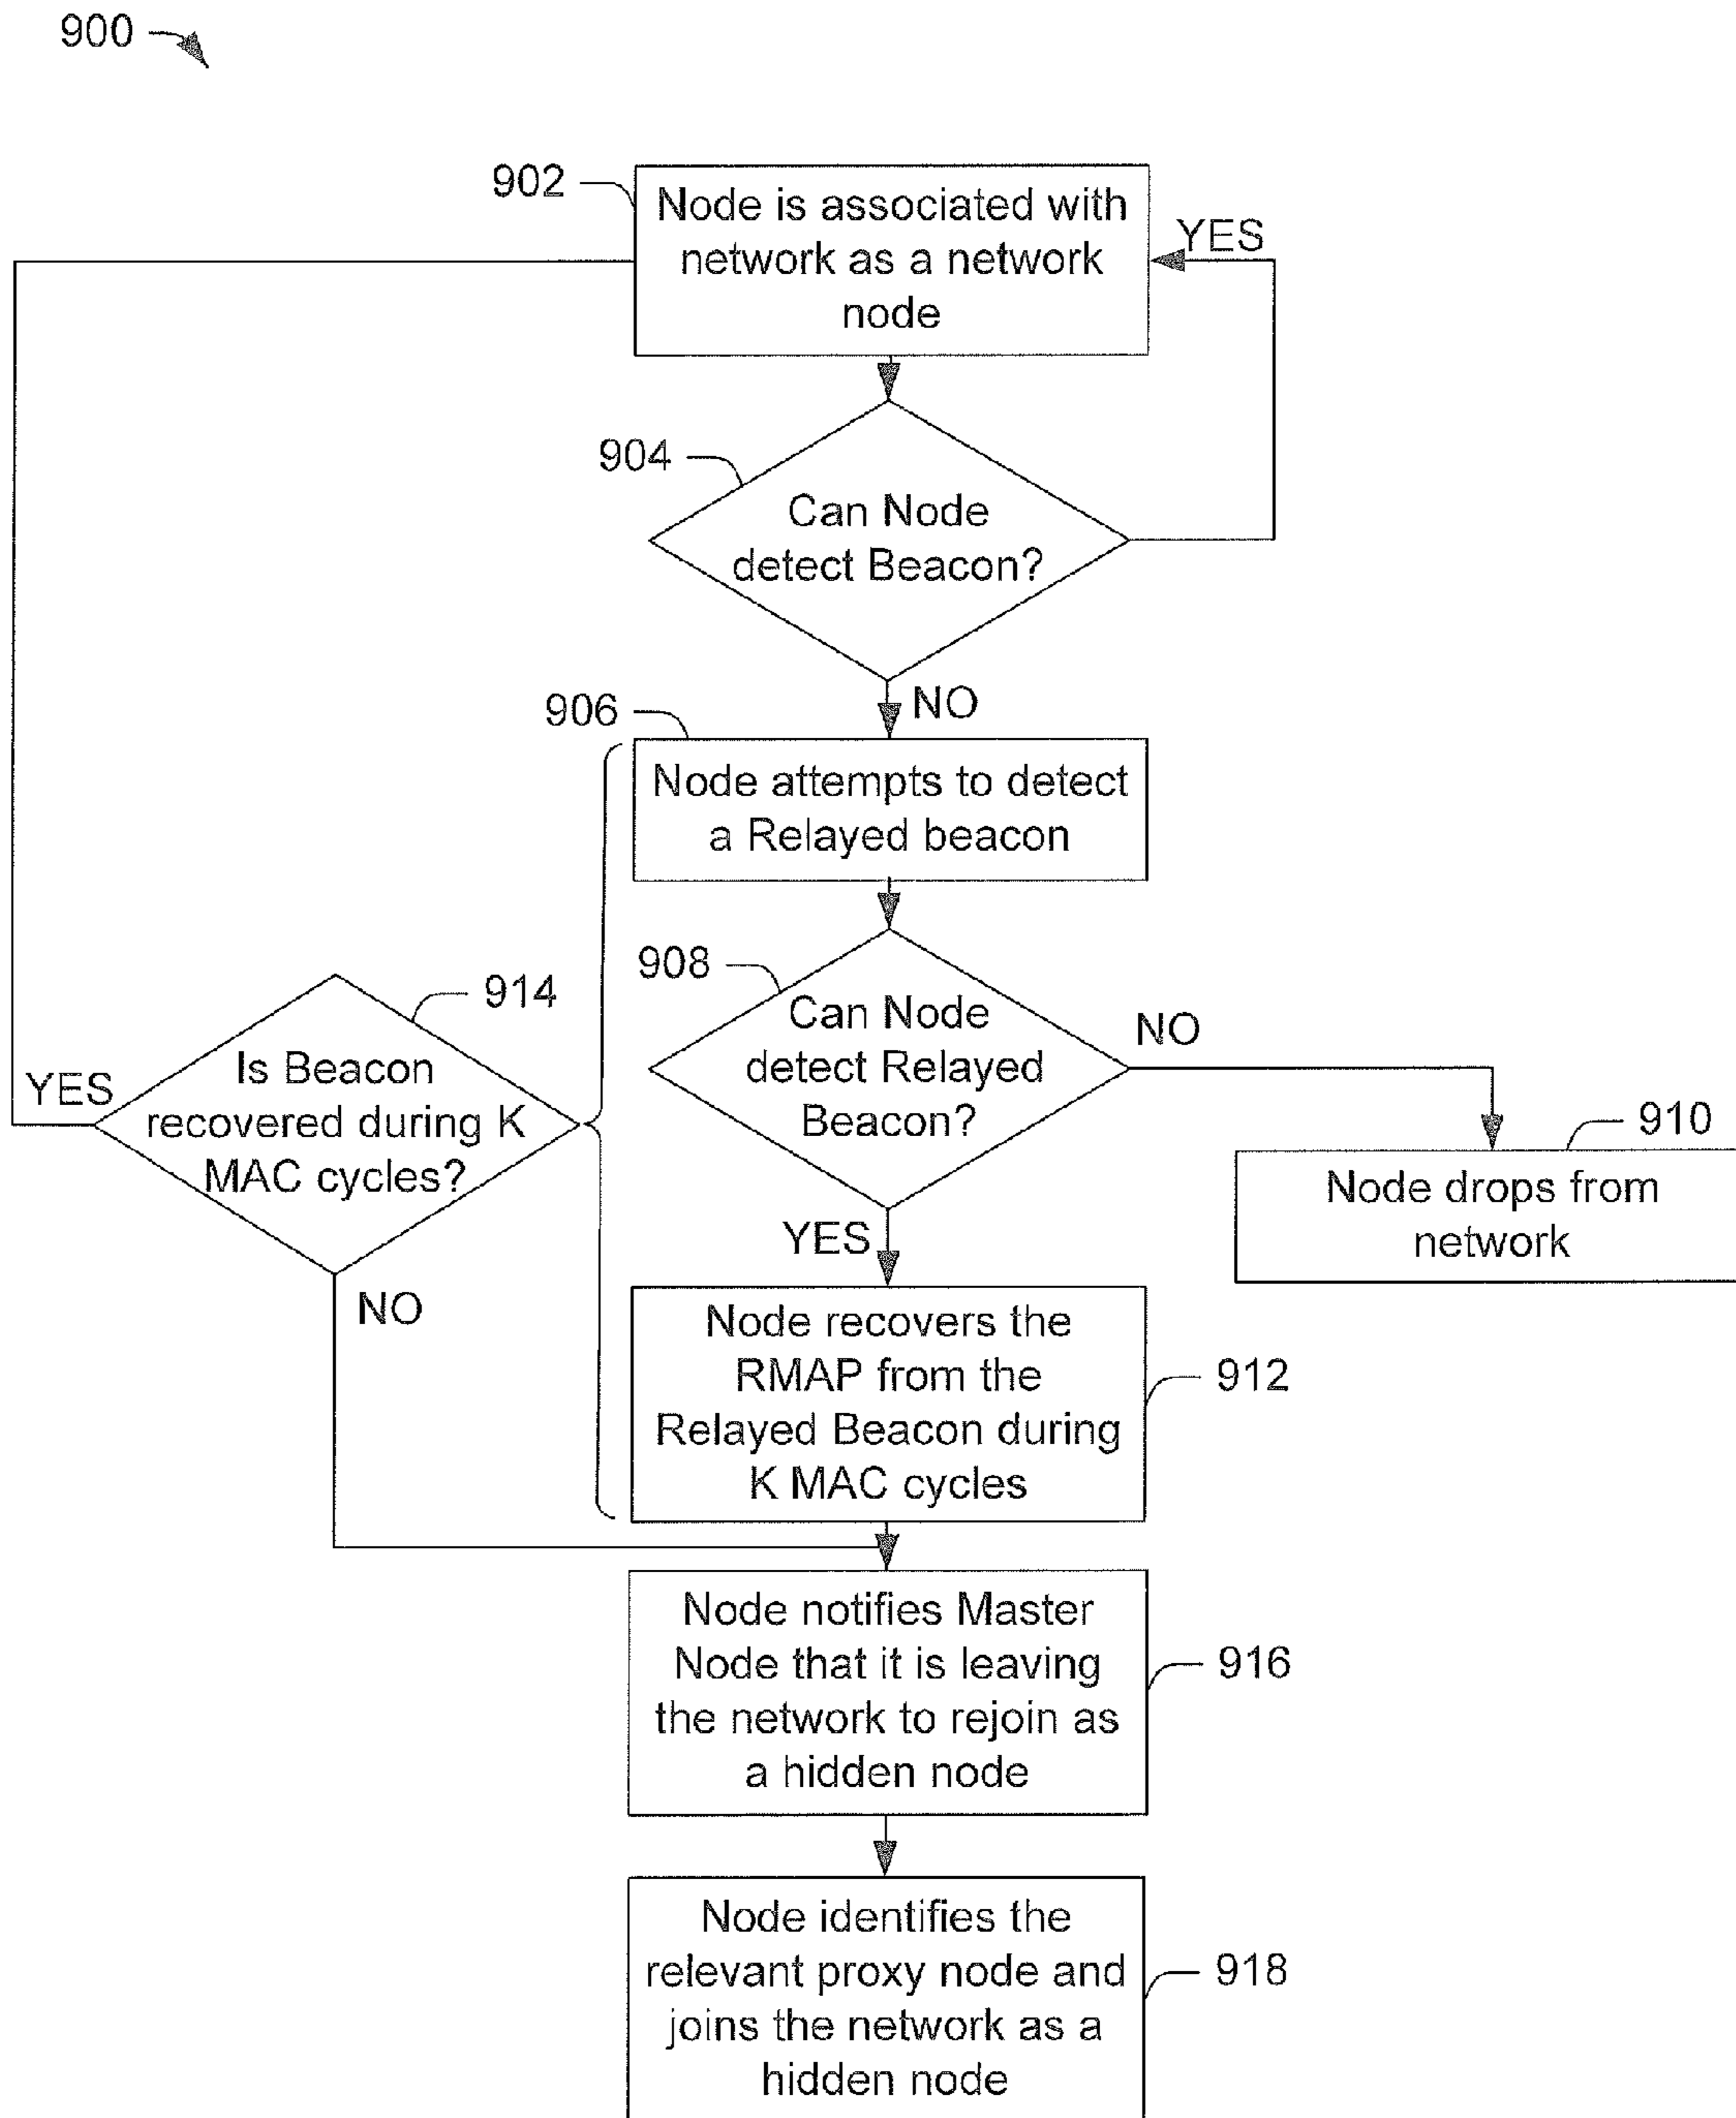 900
902
Node is associated with
network as a network
node
YES
904
Can Node
detect Beacon?
NO
906
Node attempts to detect
a Relayed beacon
908
Can Node
detect Relayed
Beacon?
NO
914
Is Beacon
recovered during K
MAC cycles?
YES
NO
910
Node drops from
network
YES
Node recovers the
RMAP from the
Relayed Beacon during
K MAC cycles
912
Node notifies Master
Node that it is leaving
the network to rejoin as
a hidden node
916
Node identifies the
relevant proxy node and
joins the network as a
hidden node
918